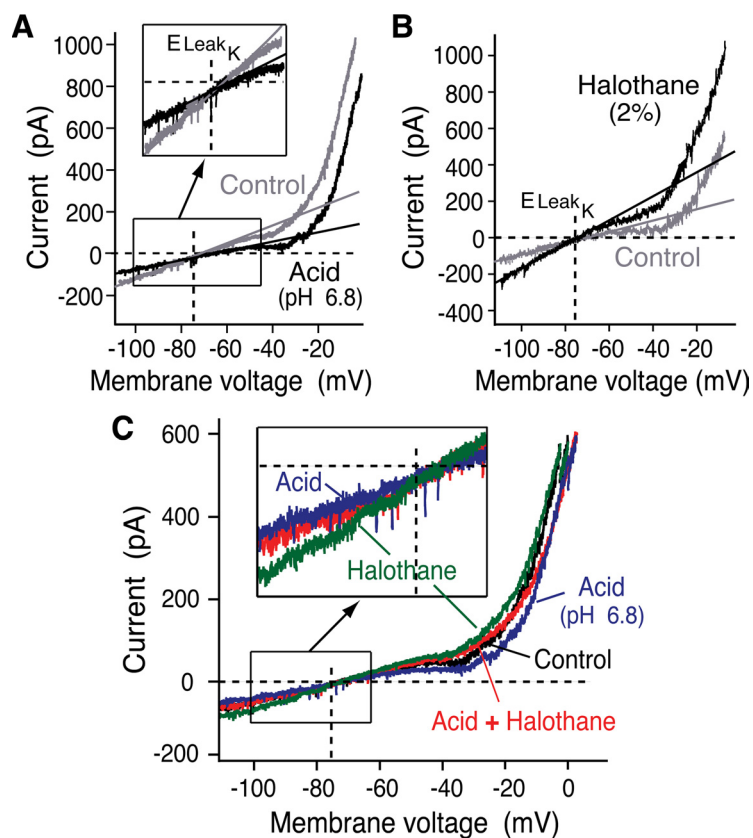 A
1000
800
600
400
200
0
-200
Current (pA)
E Leak K
Control
Acid
(pH 6.8)
-100 -80 -60 -40 -20
Membrane voltage (mV)
B
1000
800
600
400
200
0
-200
-400
Current (pA)
Halothane
(2%)
E Leak K
Control
-100 -80 -60 -40 -20
Membrane voltage (mV)
C
600
400
200
0
-200
Current (pA)
Acid
Halothane
Acid
(pH 6.8)
Control
Acid + Halothane
-100 -80 -60 -40 -20 0
Membrane voltage (mV)